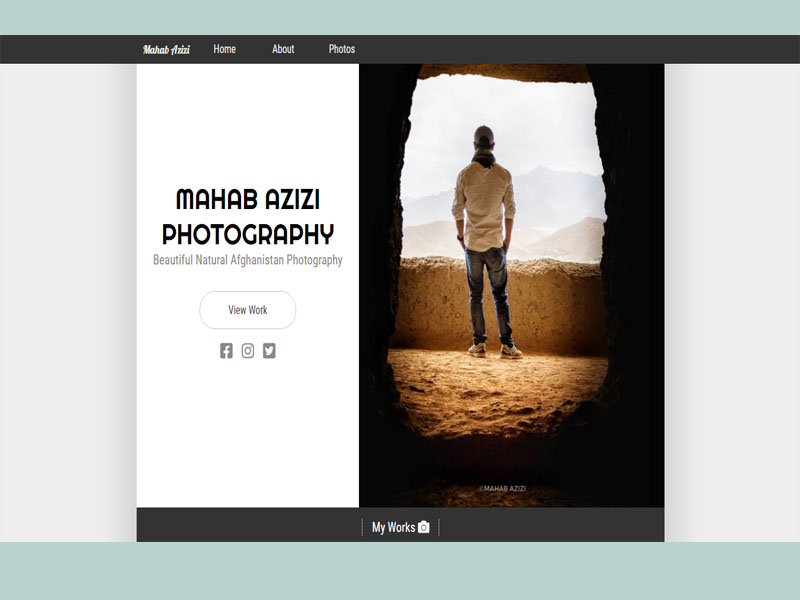 Mahab Azizi Home About Photos
MAHAB AZIZI
PHOTOGRAPHY
Beautiful Natural Afghanistan Photography
View Work
©MAHAB AZIZI
My Works